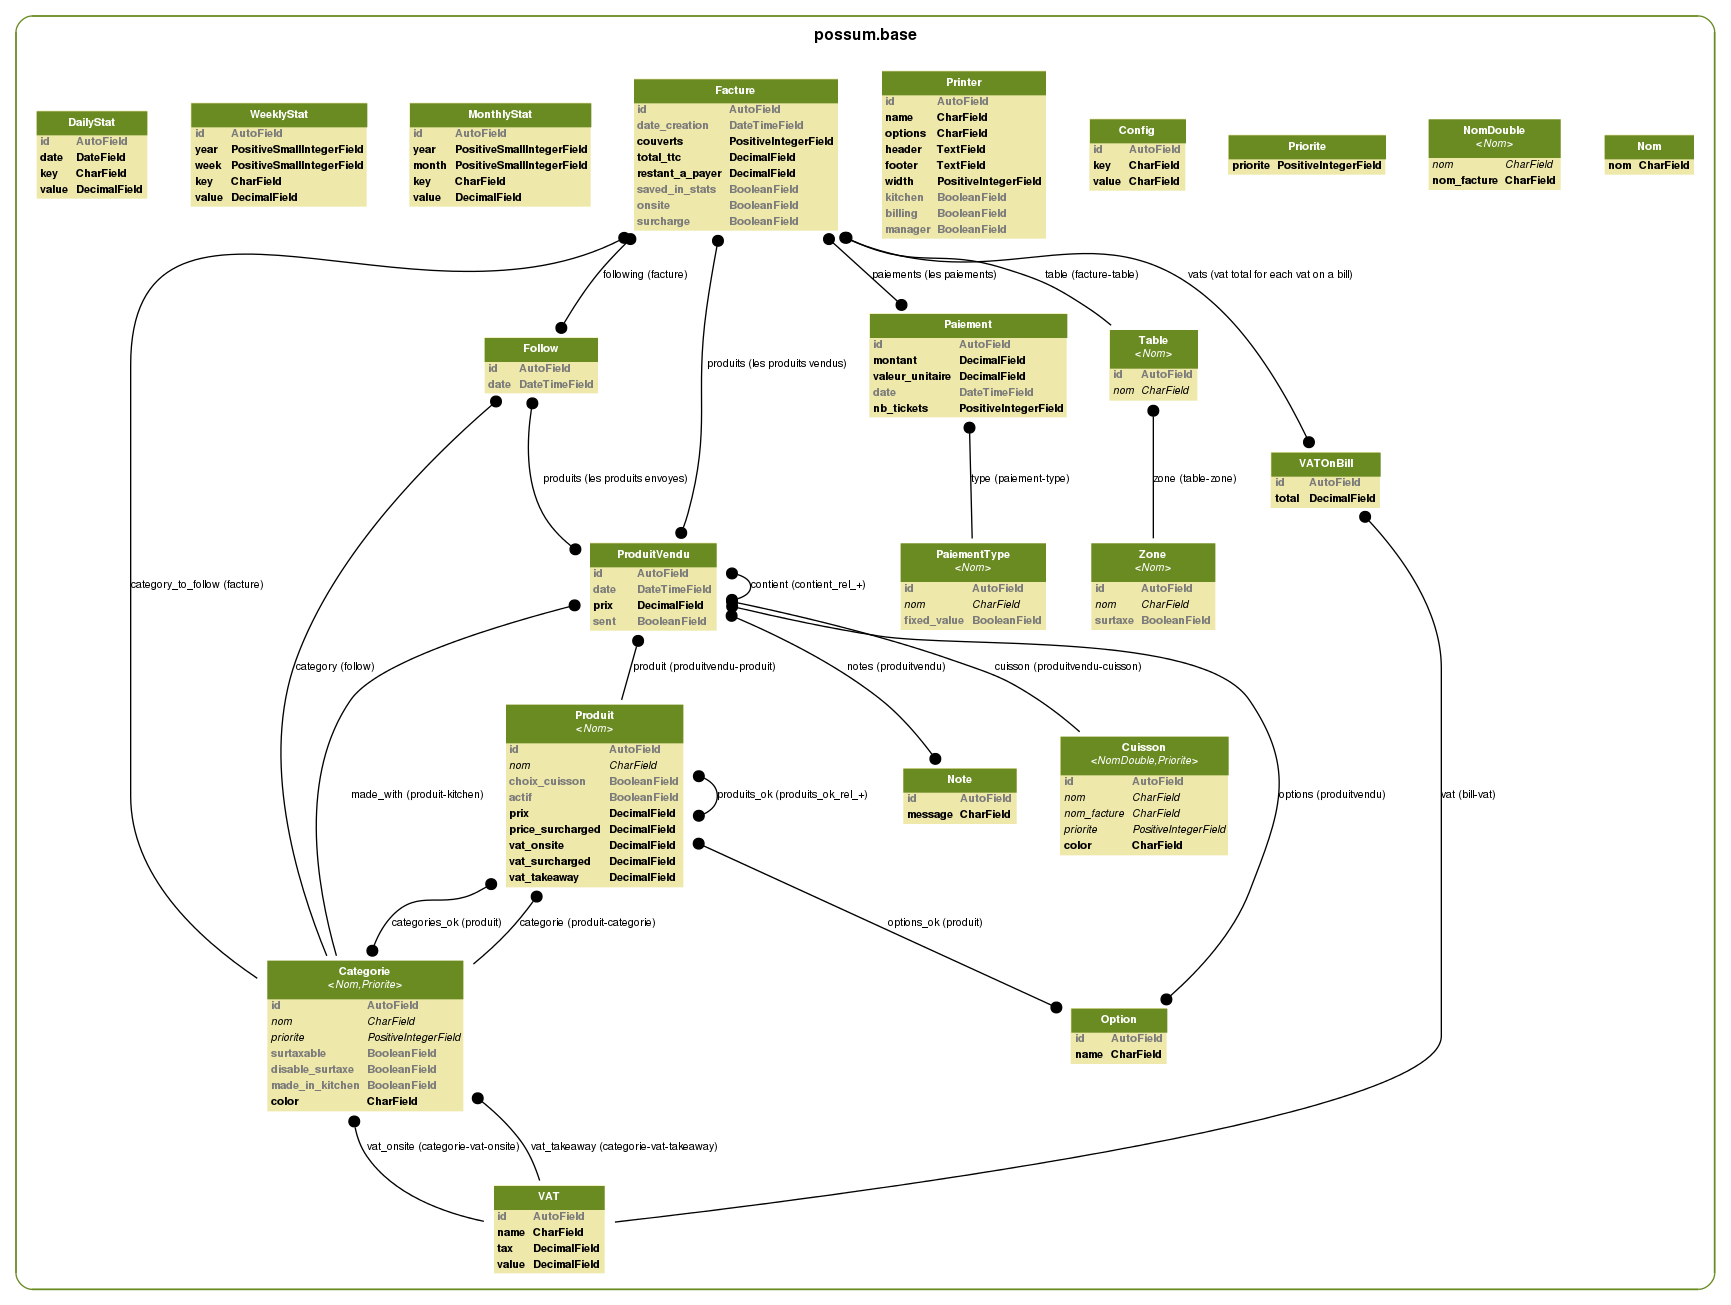 possum.base
DailyStat
id AutoField
date DateField
key CharField
value DecimalField
WeeklyStat
id AutoField
year PositiveSmallIntegerField
week PositiveSmallIntegerField
key CharField
value DecimalField
MonthlyStat
id AutoField
year PositiveSmallIntegerField
month PositiveSmallIntegerField
key CharField
value DecimalField
Facture
id AutoField
date_creation DateTimeField
couverts PositiveIntegerField
total_ttc DecimalField
restant_a_payer DecimalField
saved_in_stats BooleanField
onsite BooleanField
surcharge BooleanField
Printer
id AutoField
name CharField
options CharField
header TextField
footer TextField
width PositiveIntegerField
kitchen BooleanField
billing BooleanField
manager BooleanField
Config
id AutoField
key CharField
value CharField
Priorite
priorite PositiveIntegerField
NomDouble
<Nom>
nom CharField
nom_facture CharField
Nom
nom CharField
following (facture)
paiements (les paiements)
table (facture-table)
vats (vat total for each vat on a bill)
Follow
id AutoField
date DateTimeField
produits (les produits vendus)
Paiement
id AutoField
montant DecimalField
valeur_unitaire DecimalField
date DateTimeField
nb_tickets PositiveIntegerField
Table
<Nom>
id AutoField
nom CharField
produits (les produits envoyes)
type (paiement-type)
zone (table-zone)
VATOnBill
id AutoField
total DecimalField
category_to_follow (facture)
ProduitVendu
id AutoField
date DateTimeField
prix DecimalField
sent BooleanField
contient (contient_rel_+)
PaiementType
<Nom>
id AutoField
nom CharField
fixed_value BooleanField
Zone
<Nom>
id AutoField
nom CharField
surtaxe BooleanField
category (follow)
produit (produitvendu-produit)
notes (produitvendu)
cuisson (produitvendu-cuisson)
made_with (produit-kitchen)
Produit
<Nom>
id AutoField
nom CharField
choix_cuisson BooleanField
actif BooleanField
prix DecimalField
price_surcharged DecimalField
vat_onsite DecimalField
vat_surcharged DecimalField
vat_takeaway DecimalField
produits_ok (produits_ok_rel_+)
Note
id AutoField
message CharField
Cuisson
<NomDouble,Priorite>
id AutoField
nom CharField
nom_facture CharField
priorite PositiveIntegerField
color CharField
options (produitvendu)
vat (bill-vat)
categories_ok (produit)
categorie (produit-categorie)
options_ok (produit)
Categorie
<Nom,Priorite>
id AutoField
nom CharField
priorite PositiveIntegerField
surtaxable BooleanField
disable_surtaxe BooleanField
made_in_kitchen BooleanField
color CharField
Option
id AutoField
name CharField
vat_onsite (categorie-vat-onsite)
vat_takeaway (categorie-vat-takeaway)
VAT
id AutoField
name CharField
tax DecimalField
value DecimalField